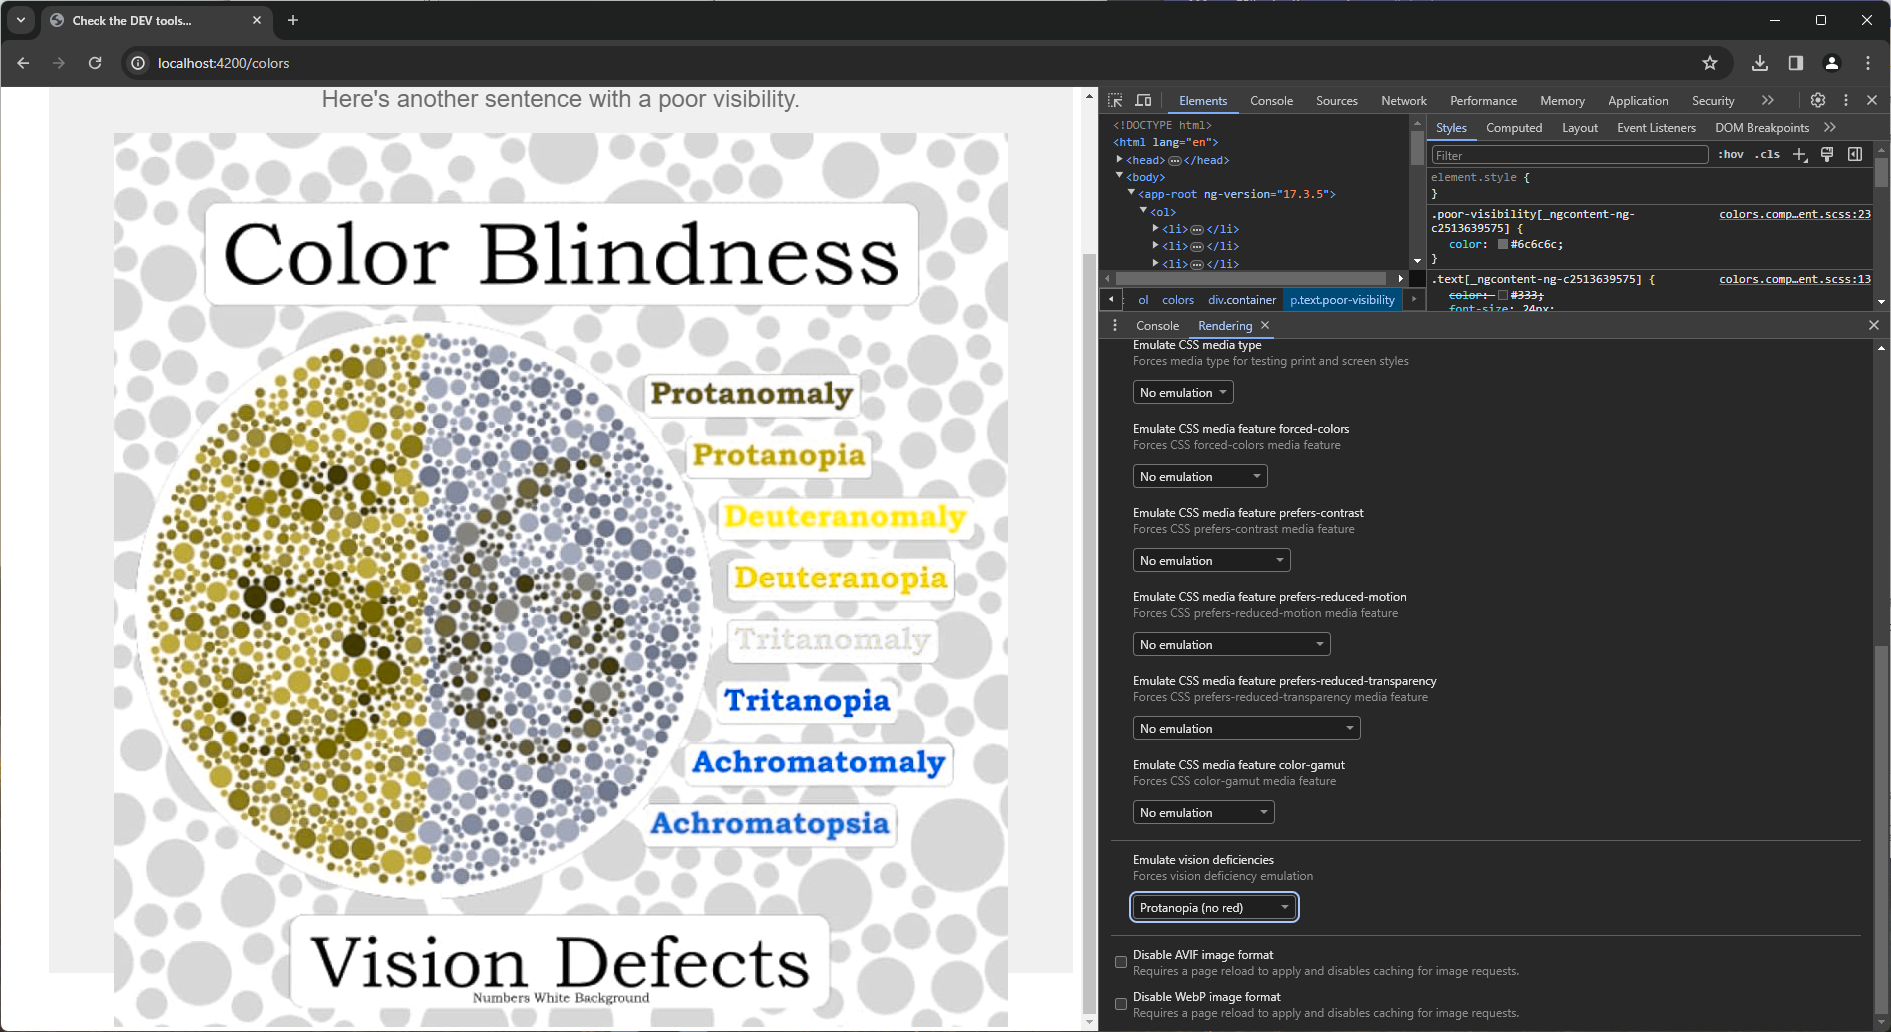 Check the DEV tools...
localhost:4200/colors
Here's another sentence with a poor visibility.
Color Blindness
Protanomaly
Protanopia
Deuteranomaly
Deuteranopia
Tritanomaly
Tritanopia
Achromatomaly
Achromatopsia
Vision Defects
Numbers White Background
Elements Console Sources Network Performance Memory Application Security
<!DOCTYPE html>
<html lang="en">
<head>…</head>
<body>
<app-root ng-version="17.3.5">
<ol>
<li>…</li>
<li>…</li>
<li>…</li>
ol colors div.container p.text.poor-visibility
Styles Computed Layout Event Listeners DOM Breakpoints
Filter :hov .cls
element.style {
}
.poor-visibility[_ngcontent-ng- colors.comp…ent.scss:23
c2513639575] {
color: #6c6c6c;
}
.text[_ngcontent-ng-c2513639575] { colors.comp…ent.scss:13
color: #333;
font-size: 24px;
Console Rendering
Emulate CSS media type
Forces media type for testing print and screen styles
No emulation
Emulate CSS media feature forced-colors
Forces CSS forced-colors media feature
No emulation
Emulate CSS media feature prefers-contrast
Forces CSS prefers-contrast media feature
No emulation
Emulate CSS media feature prefers-reduced-motion
Forces CSS prefers-reduced-motion media feature
No emulation
Emulate CSS media feature prefers-reduced-transparency
Forces CSS prefers-reduced-transparency media feature
No emulation
Emulate CSS media feature color-gamut
Forces CSS color-gamut media feature
No emulation
Emulate vision deficiencies
Forces vision deficiency emulation
Protanopia (no red)
Disable AVIF image format
Requires a page reload to apply and disables caching for image requests.
Disable WebP image format
Requires a page reload to apply and disables caching for image requests.